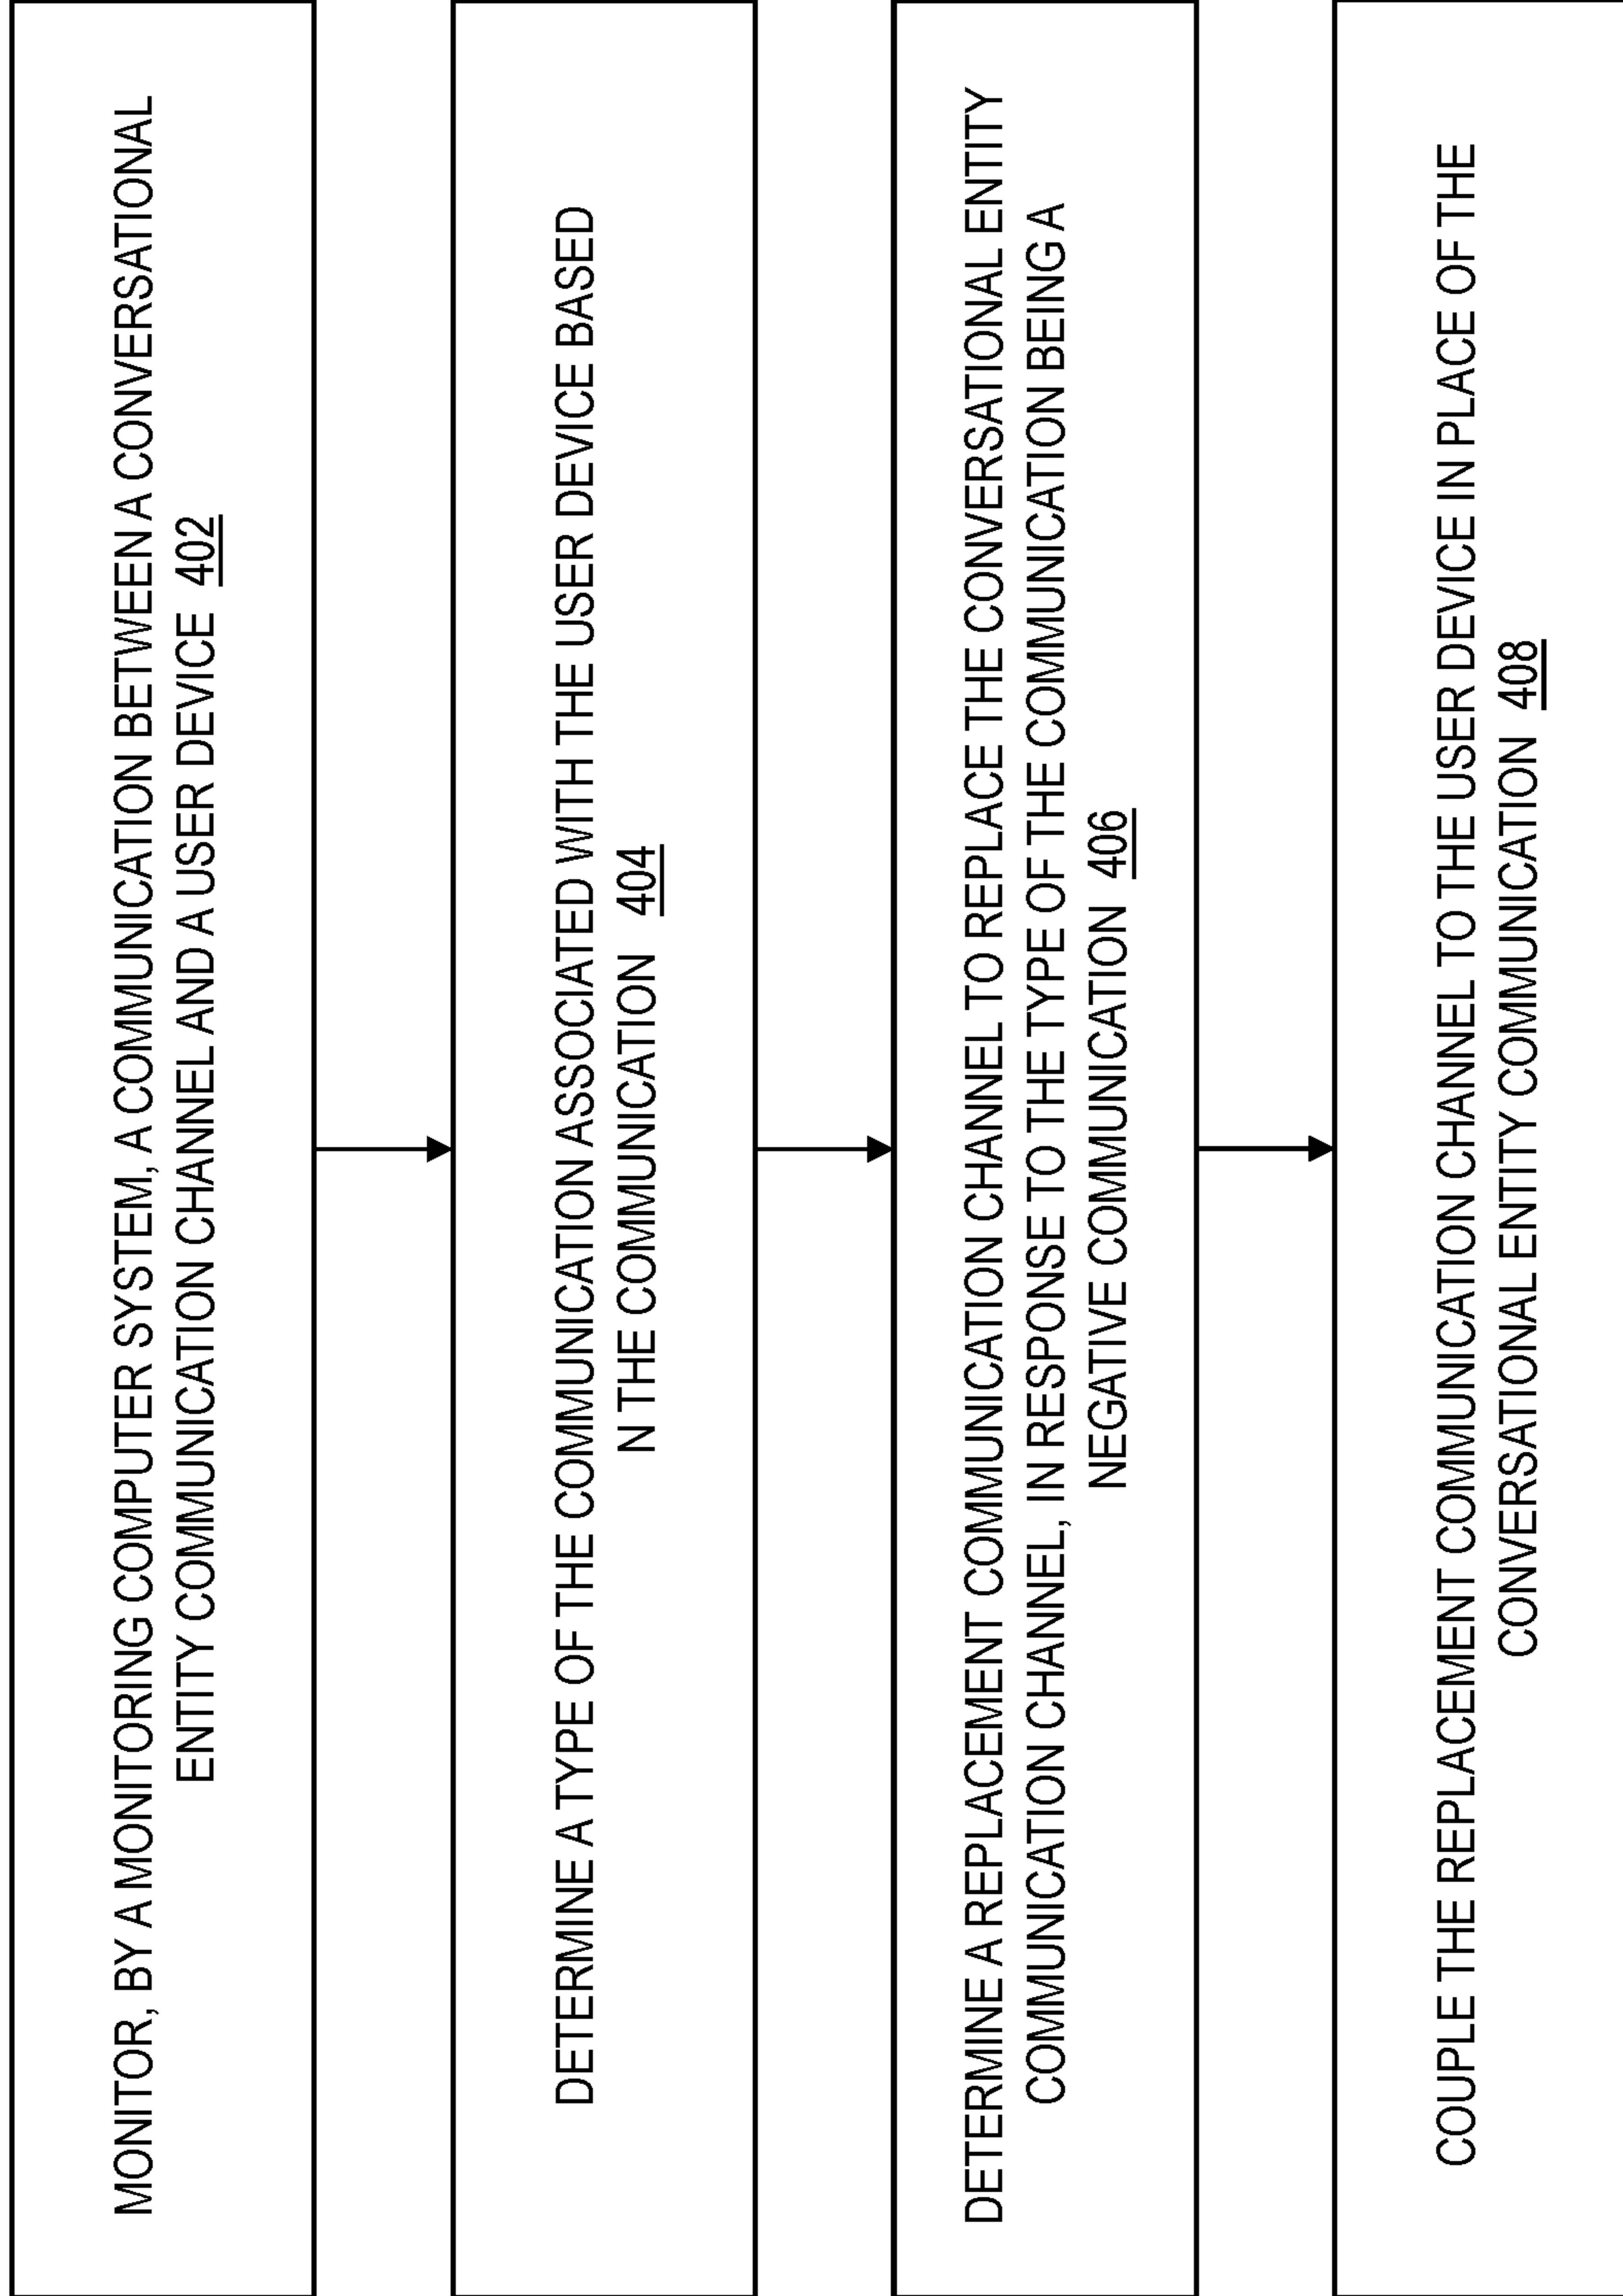 MONITOR, BY A MONITORING COMPUTER SYSTEM, A COMMUNICATION BETWEEN A CONVERSATIONAL
ENTITY COMMUNICATION CHANNEL AND A USER DEVICE 402
DETERMINE A TYPE OF THE COMMUNICATION ASSOCIATED WITH THE USER DEVICE BASED
N THE COMMUNICATION 404
DETERMINE A REPLACEMENT COMMUNICATION CHANNEL TO REPLACE THE CONVERSATIONAL ENTITY
COMMUNICATION CHANNEL, IN RESPONSE TO THE TYPE OF THE COMMUNICATION BEING A
NEGATIVE COMMUNICATION 406
COUPLE THE REPLACEMENT COMMUNICATION CHANNEL TO THE USER DEVICE IN PLACE OF THE
CONVERSATIONAL ENTITY COMMUNICATION 408